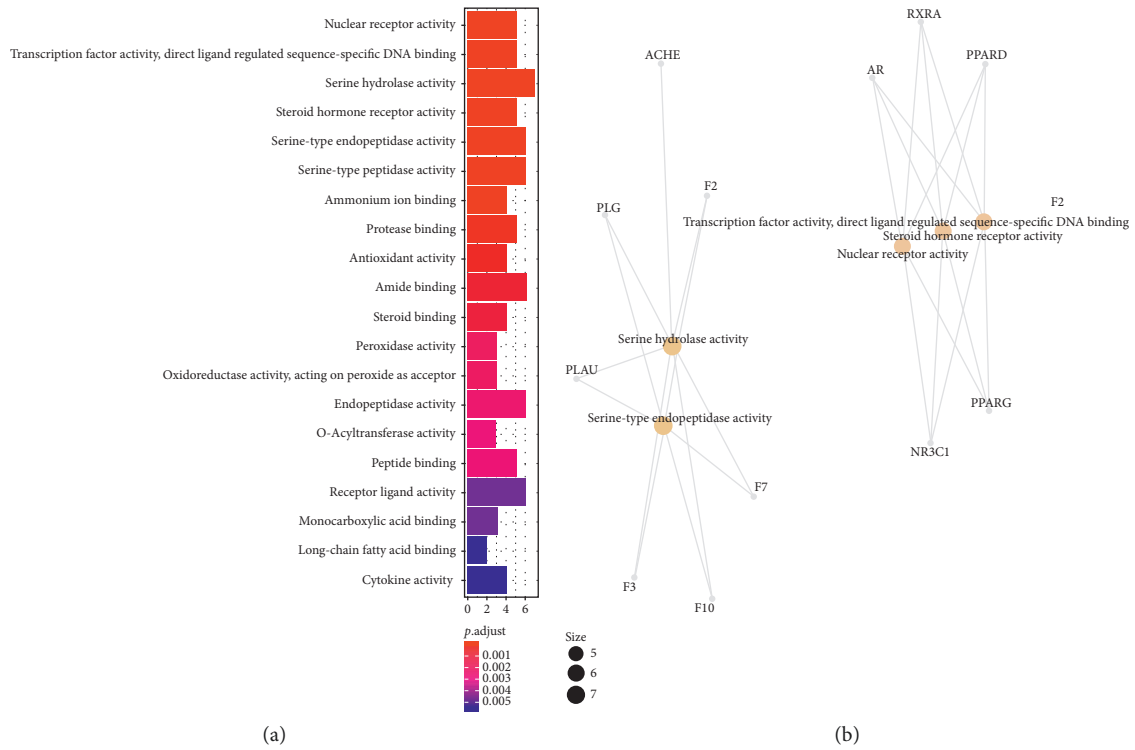 Nuclear receptor activity
Transcription factor activity, direct ligand regulated sequence-specific DNA binding
Serine hydrolase activity
Steroid hormone receptor activity
Serine-type endopeptidase activity
Serine-type peptidase activity
Ammonium ion binding
Protease binding
Antioxidant activity
Amide binding
Steroid binding
Peroxidase activity
Oxidoreductase activity, acting on peroxide as acceptor
Endopeptidase activity
O-Acyltransferase activity
Peptide binding
Receptor ligand activity
Monocarboxylic acid binding
Long-chain fatty acid binding
Cytokine activity
0 2 4 6
p.adjust
0.001
0.002
0.003
0.004
0.005
(a)
RXRA
ACHE
PPARD
AR
F2
PLG
F2
Transcription factor activity, direct ligand regulated sequence-specific DNA binding
Steroid hormone receptor activity
Nuclear receptor activity
Serine hydrolase activity
PLAU
PPARG
Serine-type endopeptidase activity
NR3C1
F7
F3
F10
Size
5
6
7
(b)